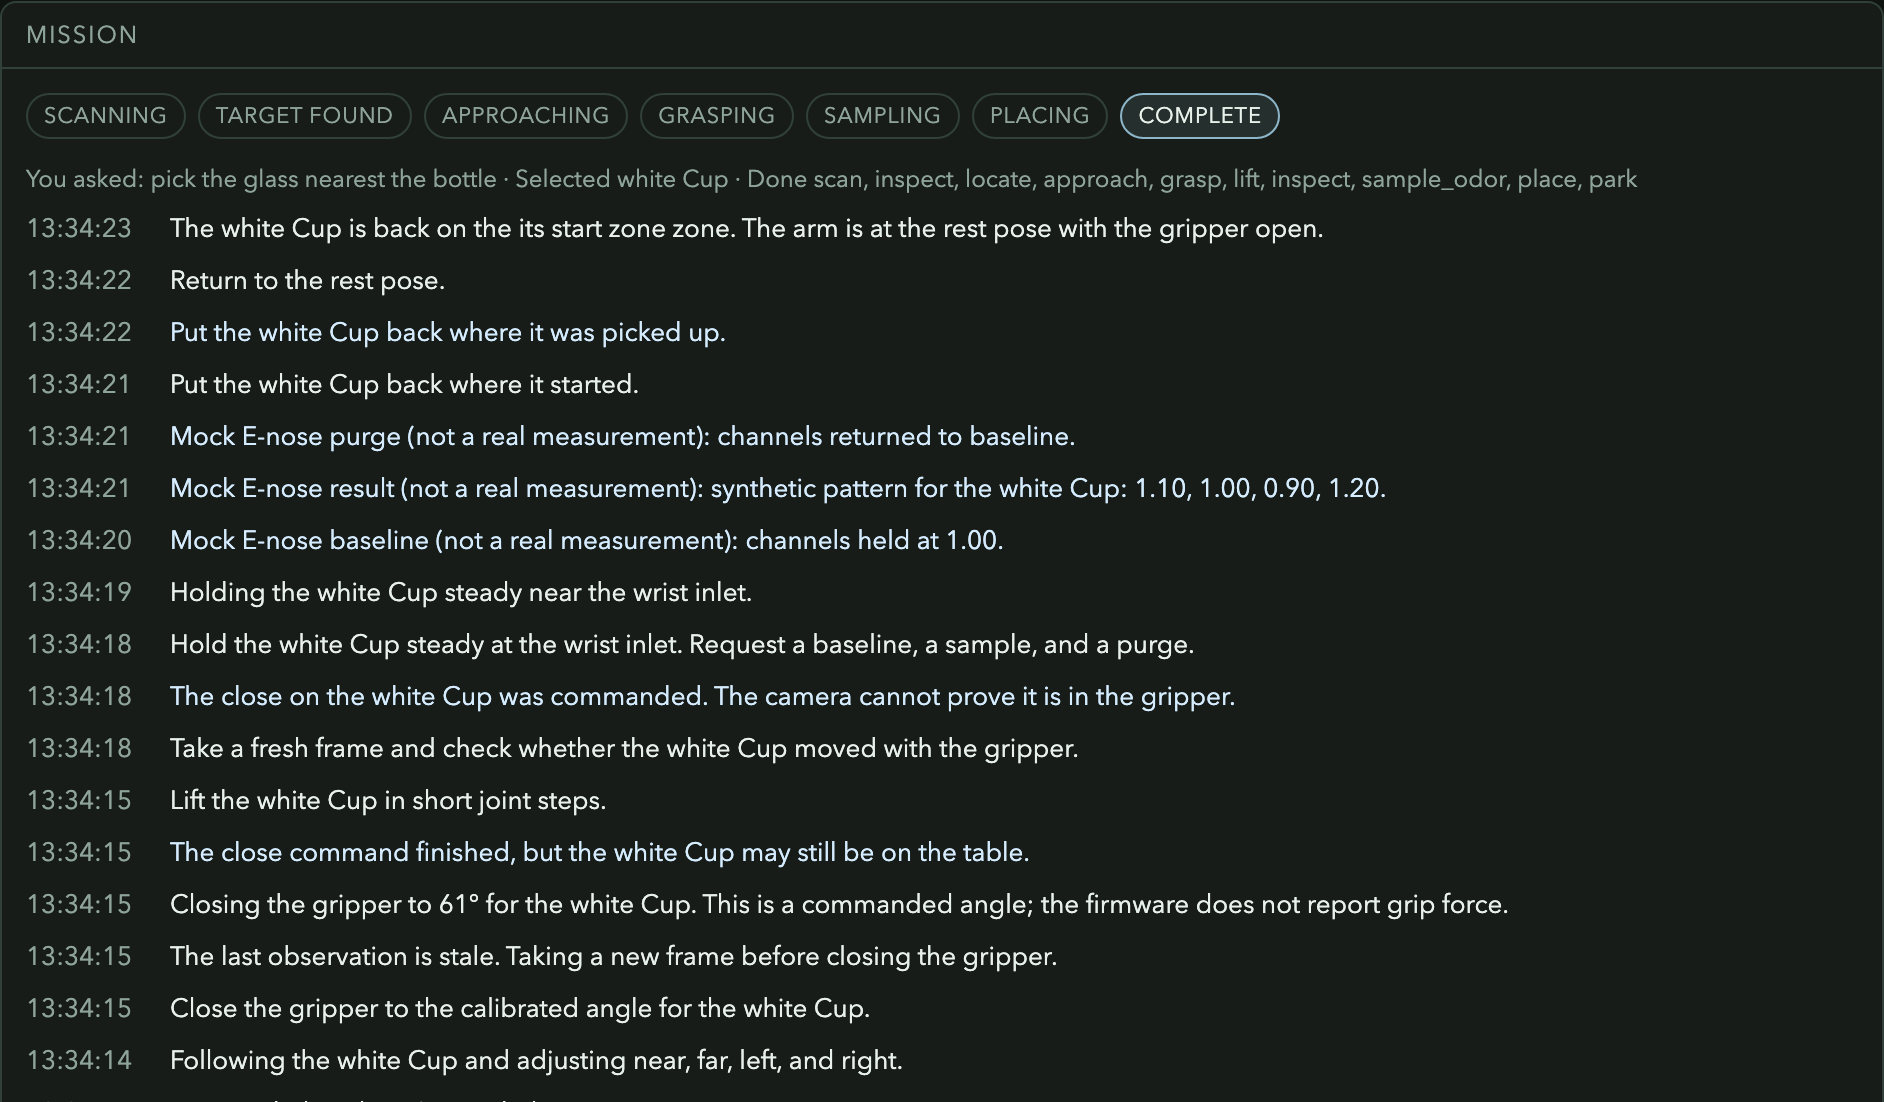 MISSION
SCANNING TARGET FOUND APPROACHING GRASPING SAMPLING PLACING COMPLETE
You asked: pick the glass nearest the bottle · Selected white Cup · Done scan, inspect, locate, approach, grasp, lift, inspect, sample_odor, place, park
13:34:23 The white Cup is back on the its start zone zone. The arm is at the rest pose with the gripper open.
13:34:22 Return to the rest pose.
13:34:22 Put the white Cup back where it was picked up.
13:34:21 Put the white Cup back where it started.
13:34:21 Mock E-nose purge (not a real measurement): channels returned to baseline.
13:34:21 Mock E-nose result (not a real measurement): synthetic pattern for the white Cup: 1.10, 1.00, 0.90, 1.20.
13:34:20 Mock E-nose baseline (not a real measurement): channels held at 1.00.
13:34:19 Holding the white Cup steady near the wrist inlet.
13:34:18 Hold the white Cup steady at the wrist inlet. Request a baseline, a sample, and a purge.
13:34:18 The close on the white Cup was commanded. The camera cannot prove it is in the gripper.
13:34:18 Take a fresh frame and check whether the white Cup moved with the gripper.
13:34:15 Lift the white Cup in short joint steps.
13:34:15 The close command finished, but the white Cup may still be on the table.
13:34:15 Closing the gripper to 61° for the white Cup. This is a commanded angle; the firmware does not report grip force.
13:34:15 The last observation is stale. Taking a new frame before closing the gripper.
13:34:15 Close the gripper to the calibrated angle for the white Cup.
13:34:14 Following the white Cup and adjusting near, far, left, and right.